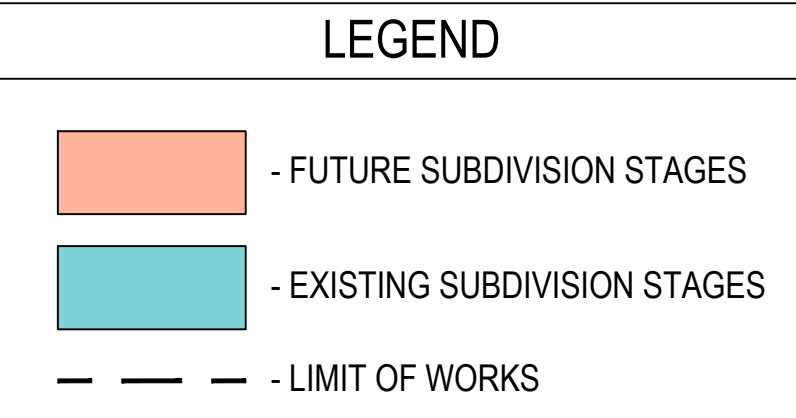 LEGEND
- FUTURE SUBDIVISION STAGES
- EXISTING SUBDIVISION STAGES
- LIMIT OF WORKS